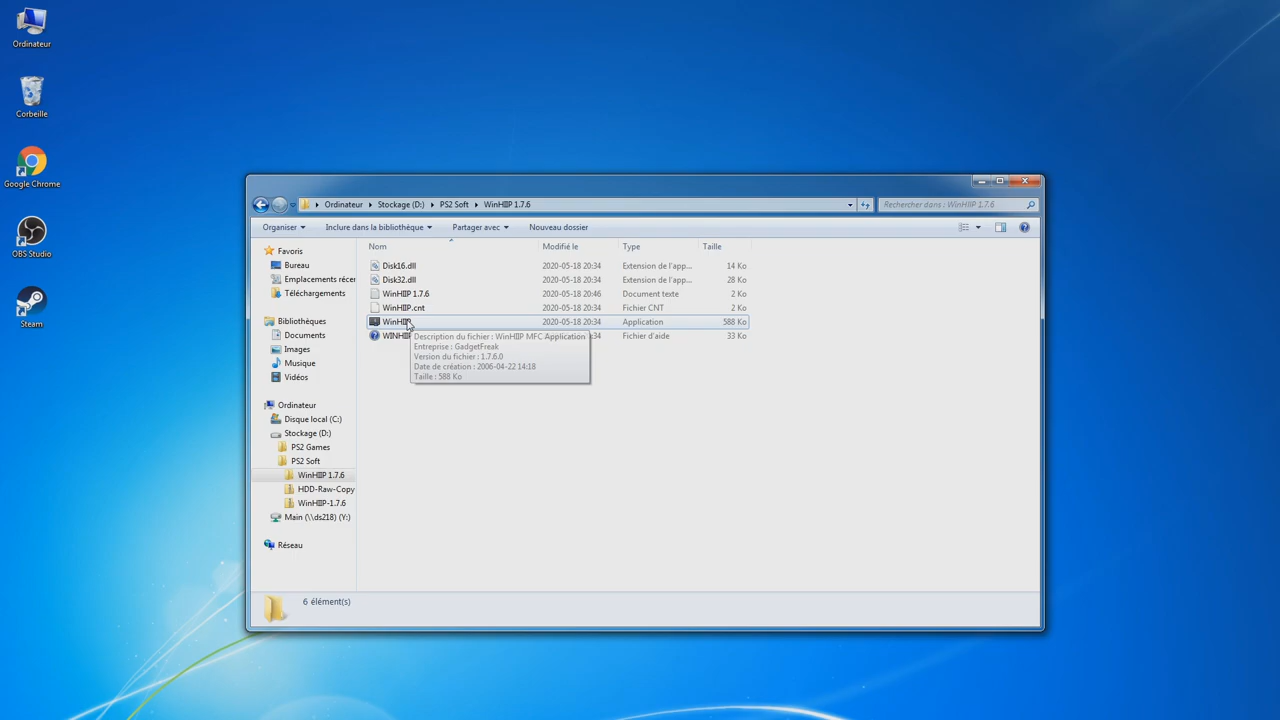 Ordinateur
Corbeille
Google Chrome
OBS Studio
Steam
Ordinateur
Stockage (D:)
PS2 Soft
WinHIIP 1.7.6
Rechercher dans : WinHIIP 1.7.6
Organiser
Inclure dans la bibliothèque
Partager avec
Nouveau dossier
Nom
Modifié le
Type
Taille
Disk16.dll 2020-05-18 20:34 Extension de l'app... 14 Ko
Disk32.dll 2020-05-18 20:34 Extension de l'app... 28 Ko
WinHIIP 1.7.6 2020-05-18 20:46 Document texte 2 Ko
WinHIIP.cnt 2020-05-18 20:34 Fichier CNT 2 Ko
WinHIIP 2020-05-18 20:34 Application 588 Ko
:34 Fichier d'aide 33 Ko
Description du fichier : WinHIIP MFC Application
Entreprise : GadgetFreak
Version du fichier : 1.7.6.0
Date de création : 2006-04-22 14:18
Taille : 588 Ko
Favoris
Bureau
Emplacements récen
Téléchargements
Bibliothèques
Documents
Images
Musique
Vidéos
Ordinateur
Disque local (C:)
Stockage (D:)
PS2 Games
PS2 Soft
WinHIIP 1.7.6
HDD-Raw-Copy
WinHIIP-1.7.6
Main (\\ds218) (Y:)
Réseau
6 élément(s)